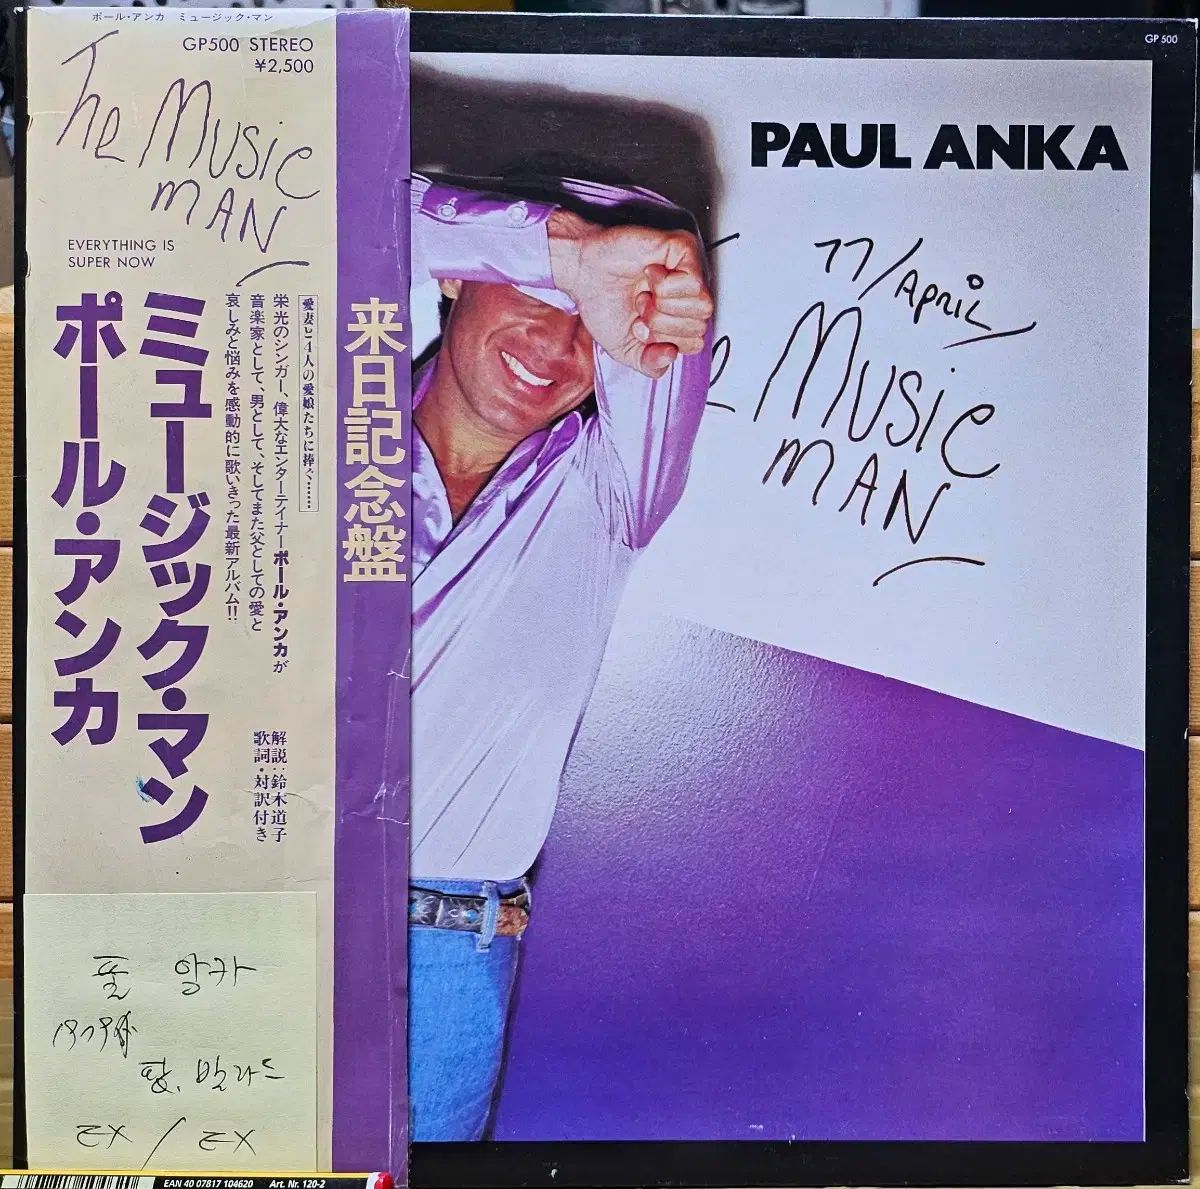 ポール・アンカ ミュージック・マン
GP500 STEREO
¥2,500
The Music
MAN
EVERYTHING IS
SUPER NOW
ミュージック・マン
ポール・アンカ
愛妻と4人の愛娘たちに捧ぐ……
栄光のシンガー、偉大なエンターテイナーポール・アンカが
音楽家として、男として、そしてまた父としての愛と
哀しみと悩みを感動的に歌いきった最新アルバム!!
解説:鈴木道子
歌詞・対訳付き
来日記念盤
GP 500
PAUL ANKA
77/April
e Music
MAN
폴 앙카
1979년
팝, 발라드
EX / EX
EAN 40 07817 104620 Art. Nr. 120-2